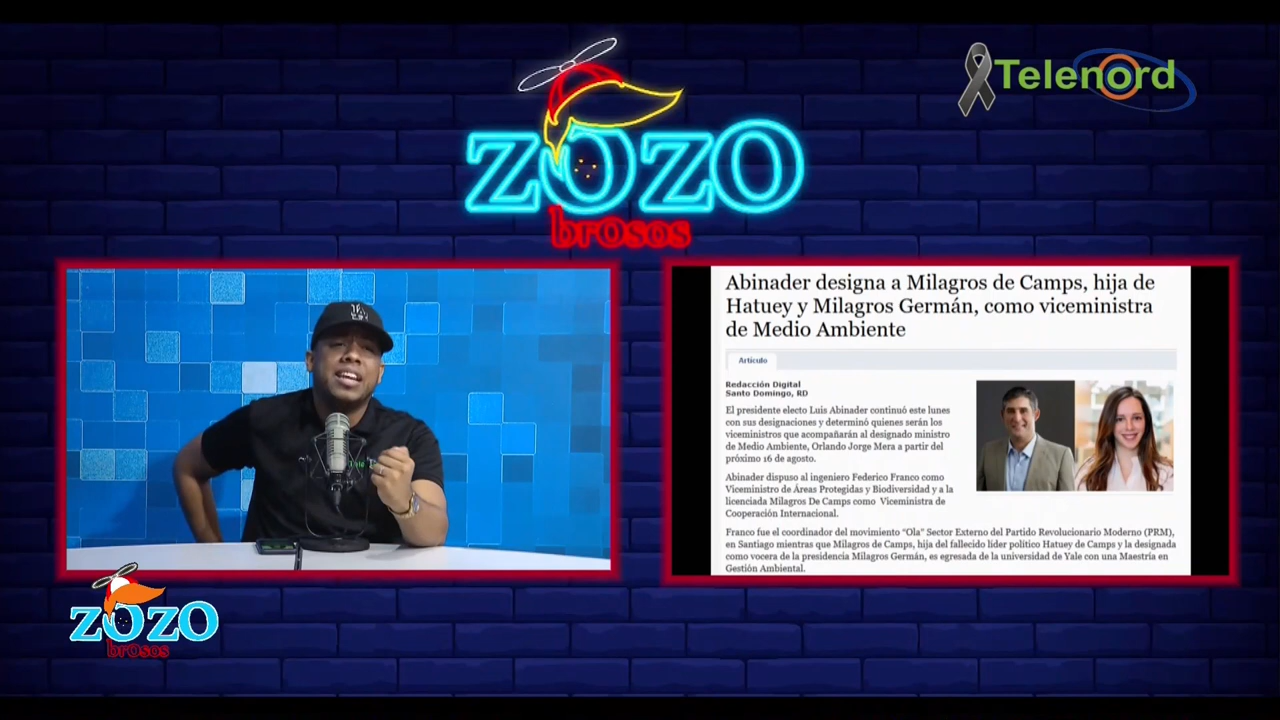 Telenord
ZOZO
brosos
Abinader designa a Milagros de Camps, hija de
Hatuey y Milagros Germán, como viceministra
de Medio Ambiente
Artículo
Redacción Digital
Santo Domingo, RD
El presidente electo Luis Abinader continuó este lunes
con sus designaciones y determinó quienes serán los
viceministros que acompañarán al designado ministro
de Medio Ambiente, Orlando Jorge Mera a partir del
próximo 16 de agosto.
Abinader dispuso al ingeniero Federico Franco como
Viceministro de Áreas Protegidas y Biodiversidad y a la
licenciada Milagros De Camps como Viceministra de
Cooperación Internacional.
Franco fue el coordinador del movimiento “Ola” Sector Externo del Partido Revolucionario Moderno (PRM),
en Santiago mientras que Milagros de Camps, hija del fallecido líder político Hatuey de Camps y la designada
como vocera de la presidencia Milagros Germán, es egresada de la universidad de Yale con una Maestría en
Gestión Ambiental.
ZOZO
brosos